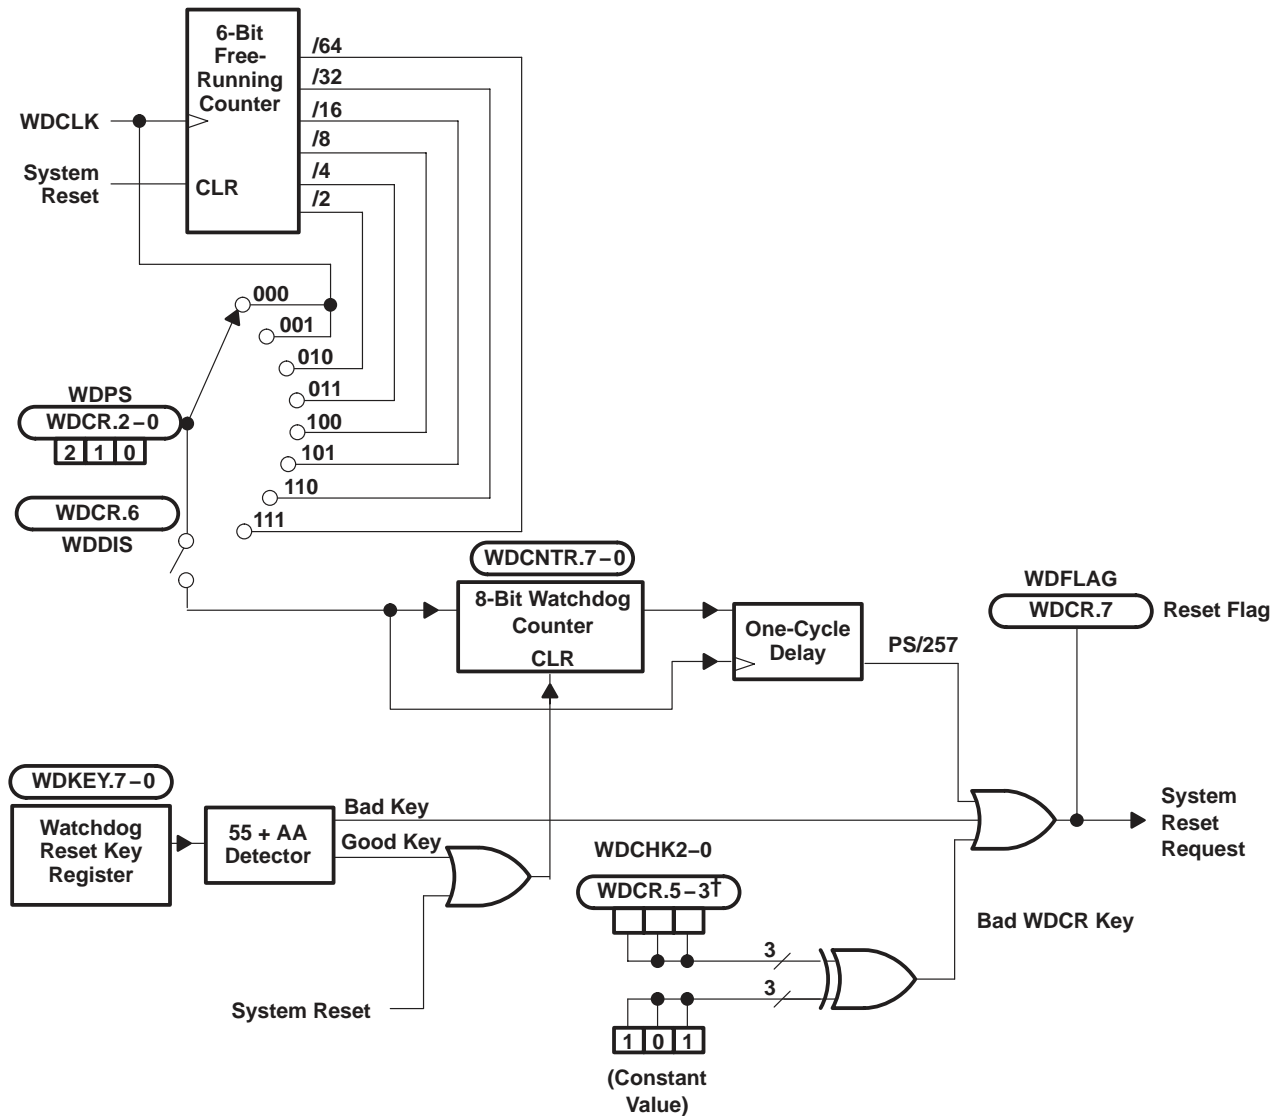 6-Bit
Free-
Running
Counter
/64
/32
/16
/8
/4
/2
WDCLK
System
Reset
CLR
000
001
010
011
100
101
110
111
WDPS
WDCR.2–0
2 1 0
WDCR.6
WDDIS
WDCNTR.7–0
8-Bit Watchdog
Counter
CLR
One-Cycle
Delay
PS/257
WDFLAG
WDCR.7
Reset Flag
WDKEY.7–0
Watchdog
Reset Key
Register
55 + AA
Detector
Bad Key
Good Key
System Reset
WDCHK2–0
WDCR.5–3†
3
3
1 0 1
(Constant
Value)
Bad WDCR Key
System
Reset
Request